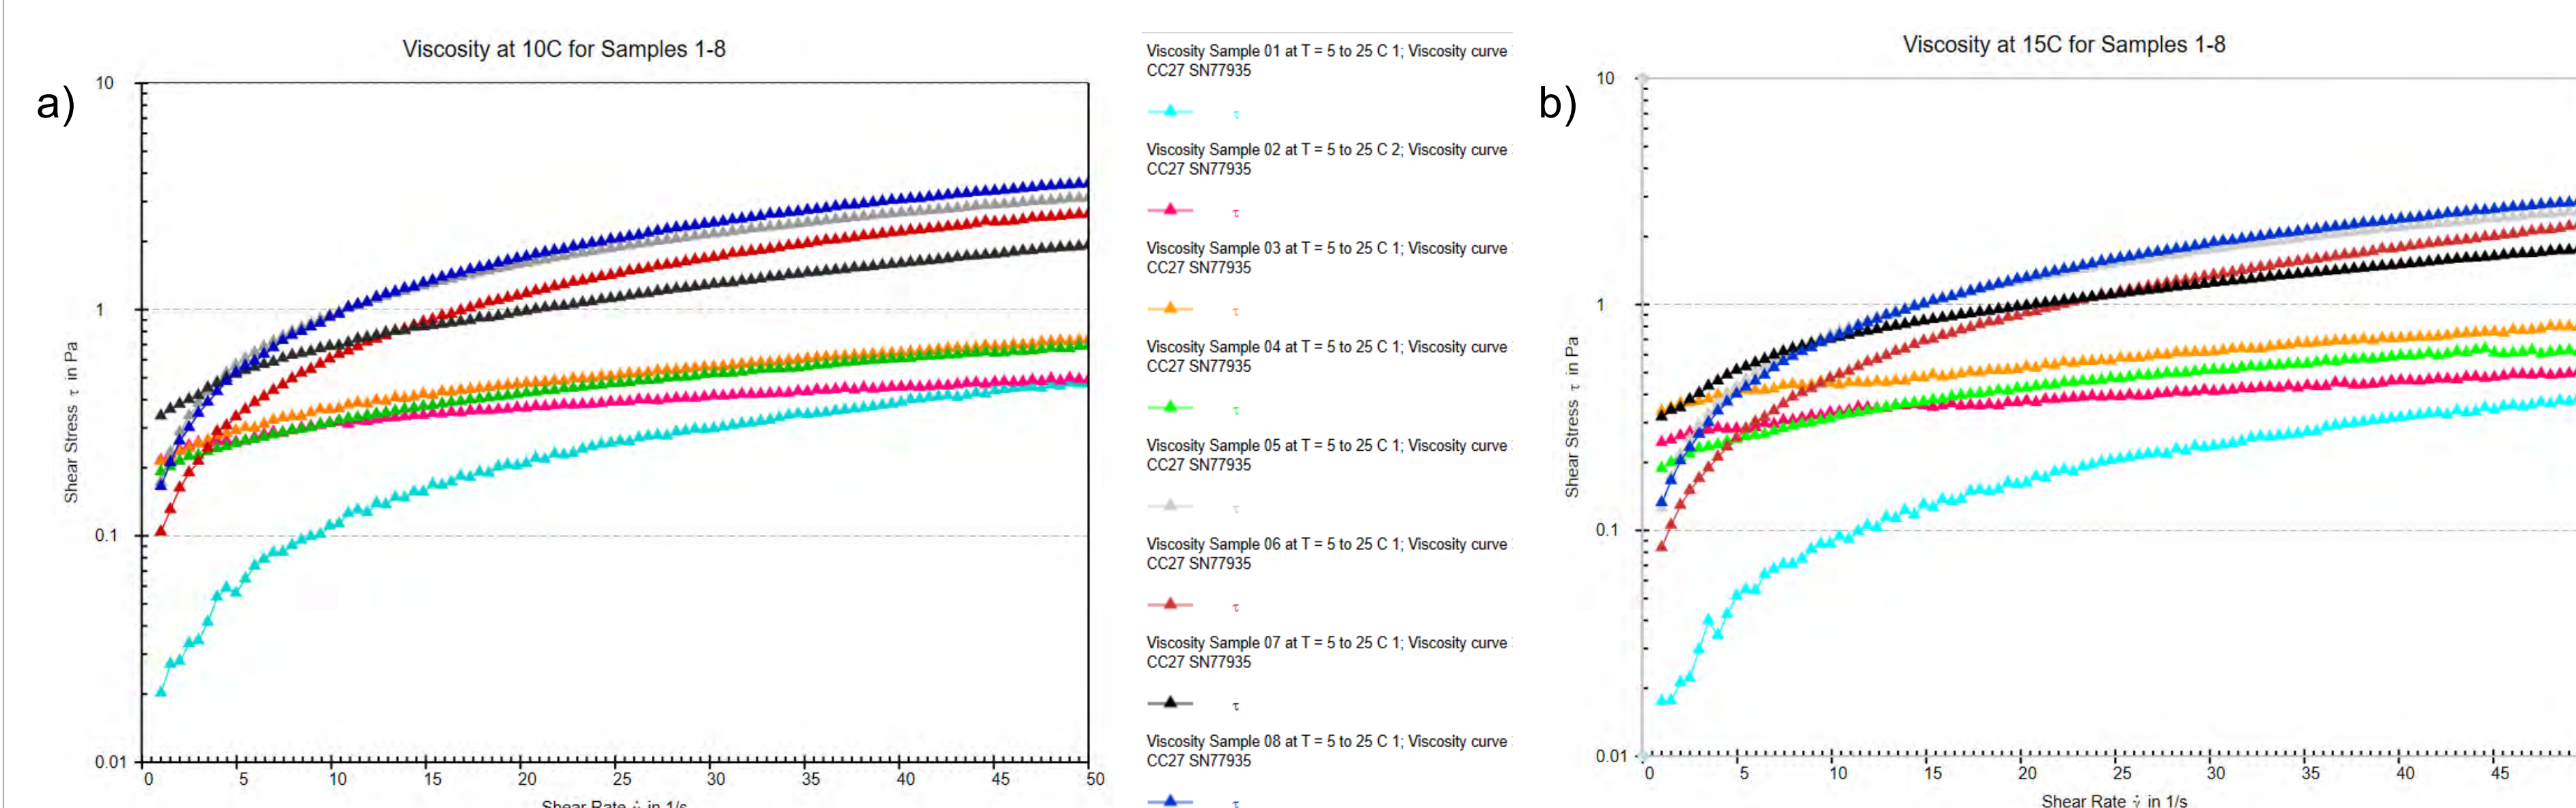 a)
Viscosity at 10C for Samples 1-8
10
1
0.1
0.01
Shear Stress τ in Pa
0 5 10 15 20 25 30 35 40 45 50
Shear Rate γ̇ in 1/s
Viscosity Sample 01 at T = 5 to 25 C 1; Viscosity curve
CC27 SN77935
τ
Viscosity Sample 02 at T = 5 to 25 C 2; Viscosity curve
CC27 SN77935
τ
Viscosity Sample 03 at T = 5 to 25 C 1; Viscosity curve
CC27 SN77935
τ
Viscosity Sample 04 at T = 5 to 25 C 1; Viscosity curve
CC27 SN77935
τ
Viscosity Sample 05 at T = 5 to 25 C 1; Viscosity curve
CC27 SN77935
τ
Viscosity Sample 06 at T = 5 to 25 C 1; Viscosity curve
CC27 SN77935
τ
Viscosity Sample 07 at T = 5 to 25 C 1; Viscosity curve
CC27 SN77935
τ
Viscosity Sample 08 at T = 5 to 25 C 1; Viscosity curve
CC27 SN77935
τ
b)
Viscosity at 15C for Samples 1-8
10
1
0.1
0.01
Shear Stress τ in Pa
0 5 10 15 20 25 30 35 40 45
Shear Rate γ̇ in 1/s